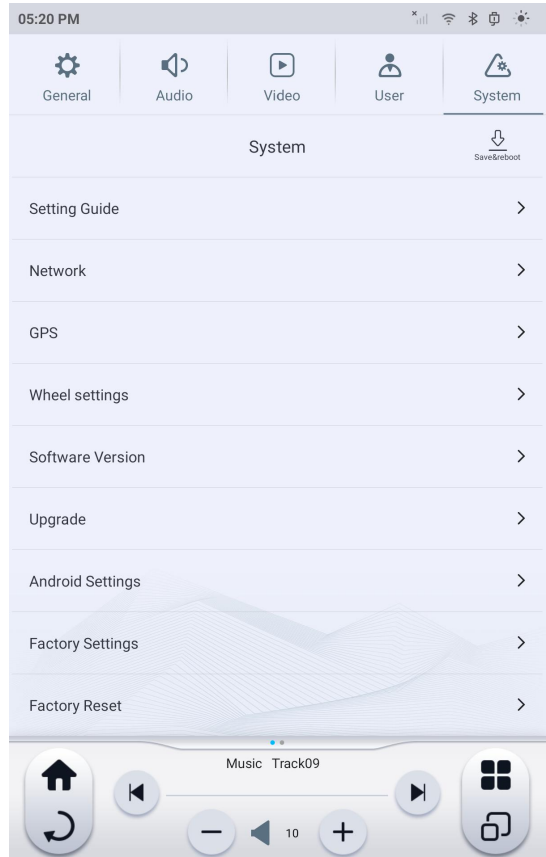 05:20 PM
General Audio Video User System
System
Save&reboot
Setting Guide
Network
GPS
Wheel settings
Software Version
Upgrade
Android Settings
Factory Settings
Factory Reset
Music Track09
10